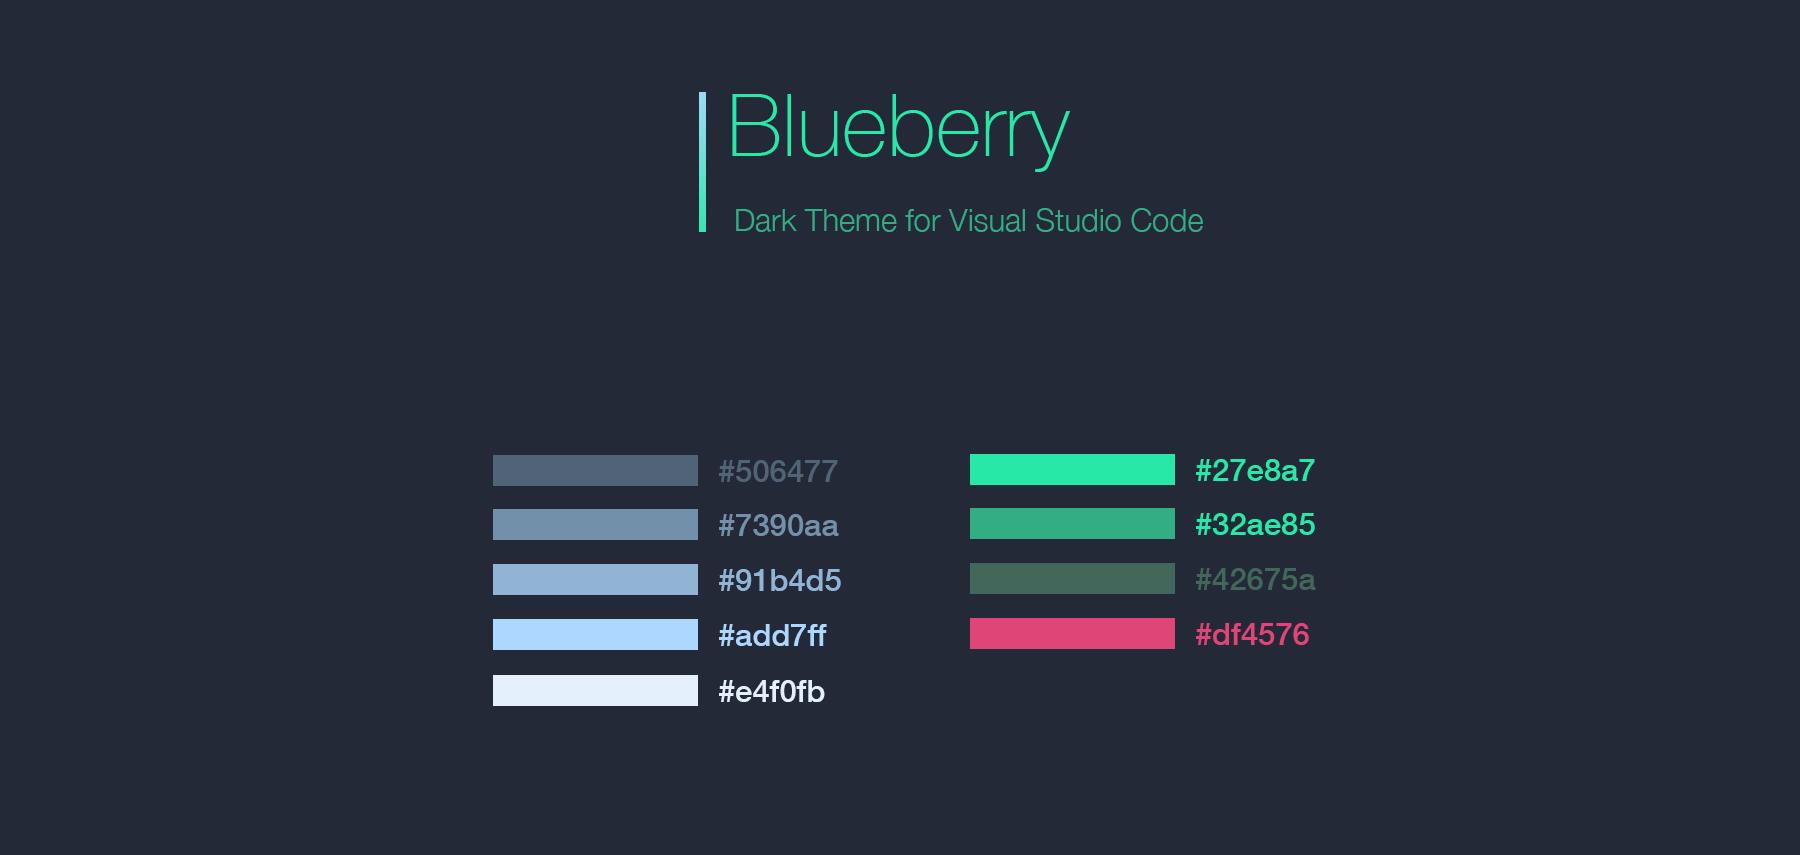 Blueberry
Dark Theme for Visual Studio Code
#506477
#7390aa
#91b4d5
#add7ff
#e4f0fb
#27e8a7
#32ae85
#42675a
#df4576